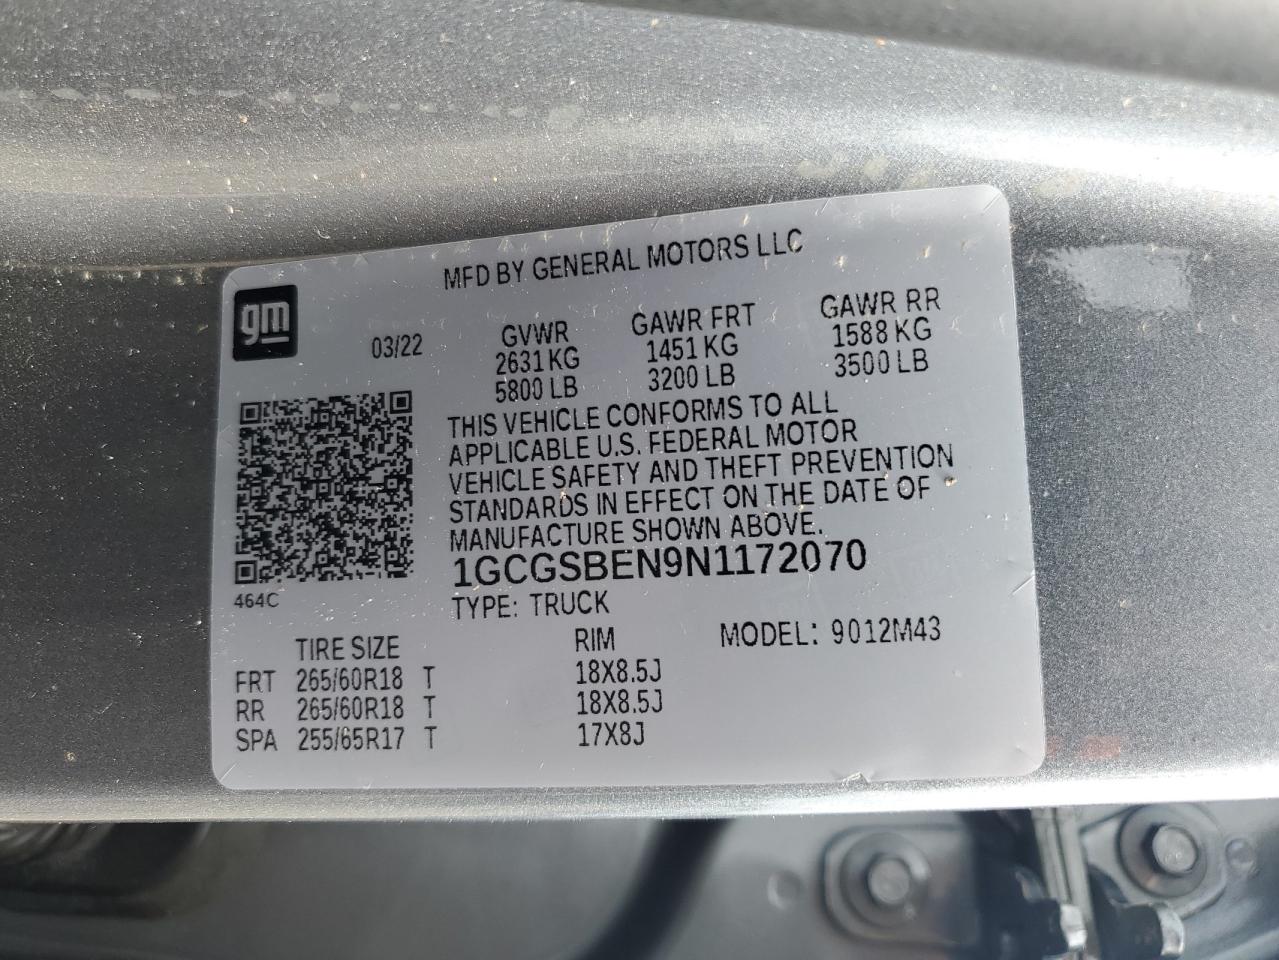 MFD BY GENERAL MOTORS LLC
gm
03/22
GVWR GAWR FRT GAWR RR
2631 KG 1451 KG 1588 KG
5800 LB 3200 LB 3500 LB
THIS VEHICLE CONFORMS TO ALL
APPLICABLE U.S. FEDERAL MOTOR
VEHICLE SAFETY AND THEFT PREVENTION
STANDARDS IN EFFECT ON THE DATE OF
MANUFACTURE SHOWN ABOVE.
1GCGSBEN9N1172070
464C
TYPE: TRUCK
TIRE SIZE RIM MODEL: 9012M43
FRT 265/60R18 T 18X8.5J
RR 265/60R18 T 18X8.5J
SPA 255/65R17 T 17X8J